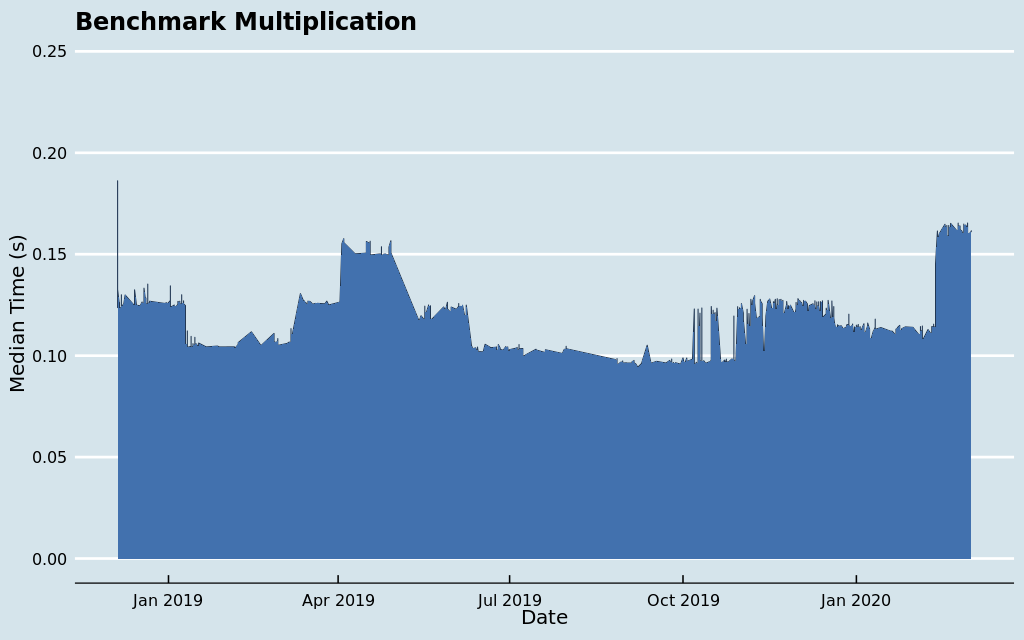 Benchmark Multiplication
0.25
0.20
0.15
0.10
0.05
0.00
Median Time (s)
Jan 2019
Apr 2019
Jul 2019
Oct 2019
Jan 2020
Date